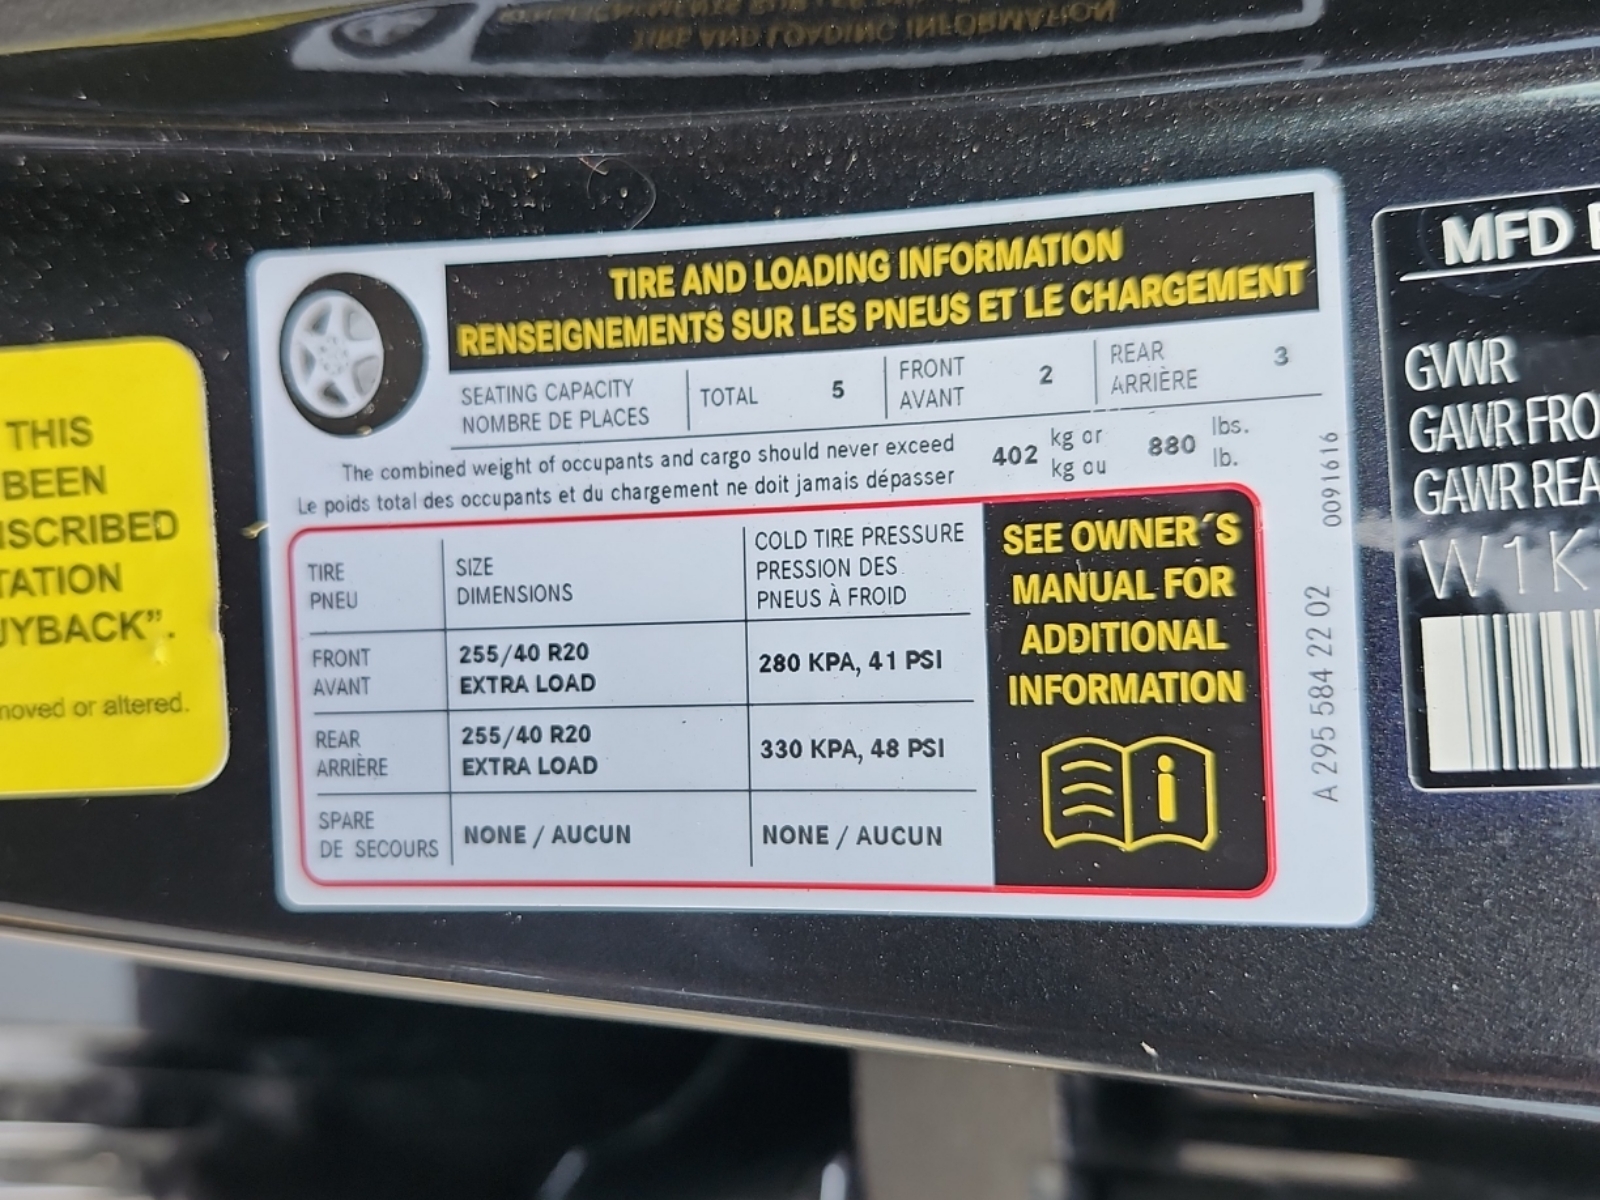 TIRE AND LOADING INFORMATION
THIS
BEEN
TATION
moved or altered.
TIRE AND LOADING INFORMATION
RENSEIGNEMENTS SUR LES PNEUS ET LE CHARGEMENT
SEATING CAPACITY
NOMBRE DE PLACES
TOTAL 5
FRONT
AVANT
2
REAR
ARRIÈRE
3
The combined weight of occupants and cargo should never exceed
Le poids total des occupants et du chargement ne doit jamais dépasser
402 kg or
kg ou
880 lbs.
lb.
TIRE
PNEU
SIZE
DIMENSIONS
COLD TIRE PRESSURE
PRESSION DES
PNEUS À FROID
FRONT
AVANT
255/40 R20
EXTRA LOAD
280 KPA, 41 PSI
REAR
ARRIÈRE
255/40 R20
EXTRA LOAD
330 KPA, 48 PSI
SPARE
DE SECOURS
NONE / AUCUN
NONE / AUCUN
SEE OWNER´S
MANUAL FOR
ADDITIONAL
INFORMATION
A 295 584 22 02
0091616
MFD
GVWR
GAWR FRO
GAWR REA
W1K